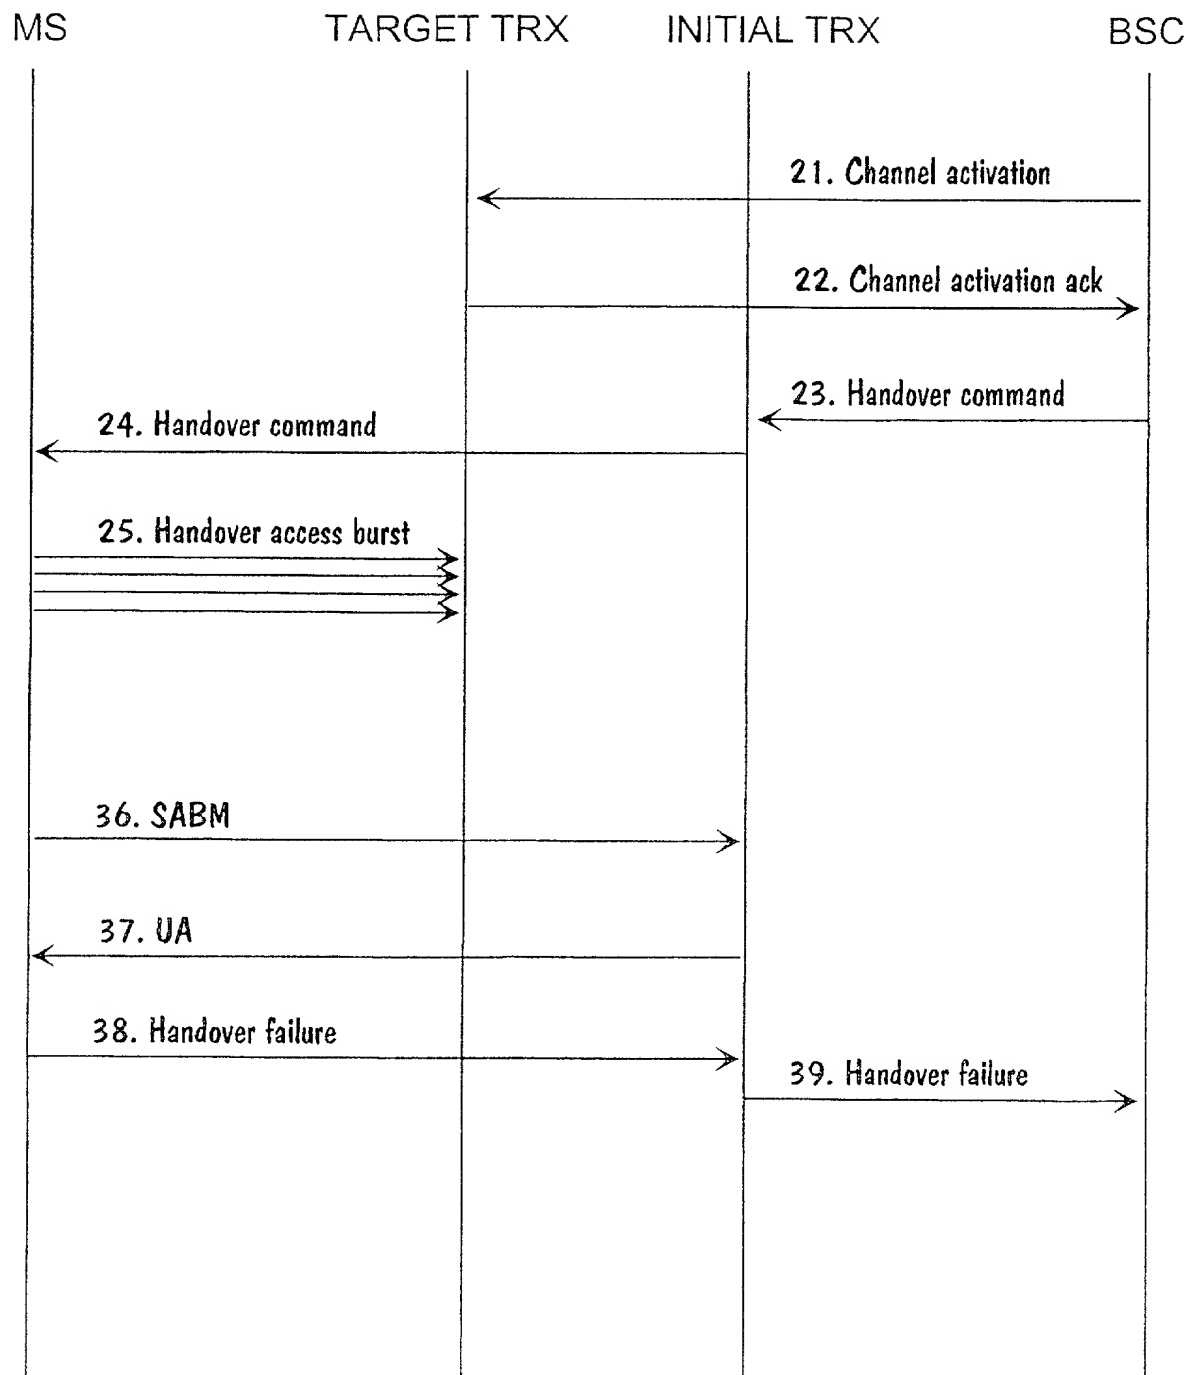 MS TARGET TRX INITIAL TRX BSC
21. Channel activation
22. Channel activation ack
23. Handover command
24. Handover command
25. Handover access burst
36. SABM
37. UA
38. Handover failure
39. Handover failure